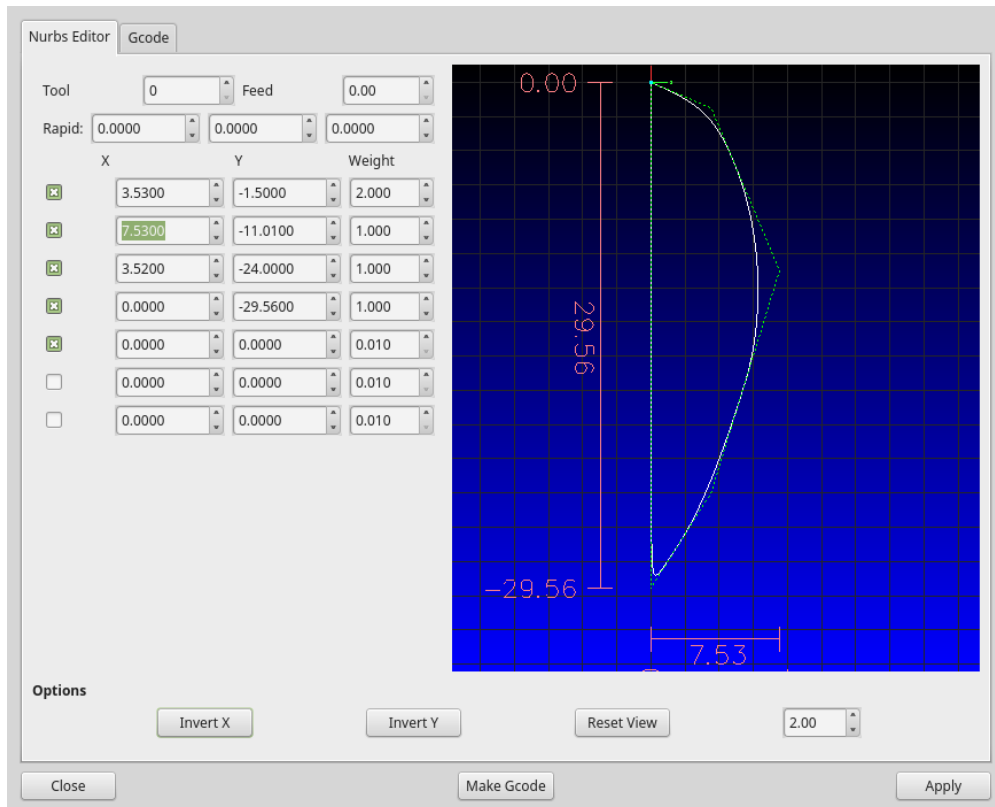 Nurbs Editor Gcode
Tool 0 Feed 0.00
Rapid: 0.0000 0.0000 0.0000
X Y Weight
3.5300 -1.5000 2.000
7.5300 -11.0100 1.000
3.5200 -24.0000 1.000
0.0000 -29.5600 1.000
0.0000 0.0000 0.010
0.0000 0.0000 0.010
0.0000 0.0000 0.010
0.00
29.56
-29.56
7.53
Options
Invert X Invert Y Reset View 2.00
Close Make Gcode Apply